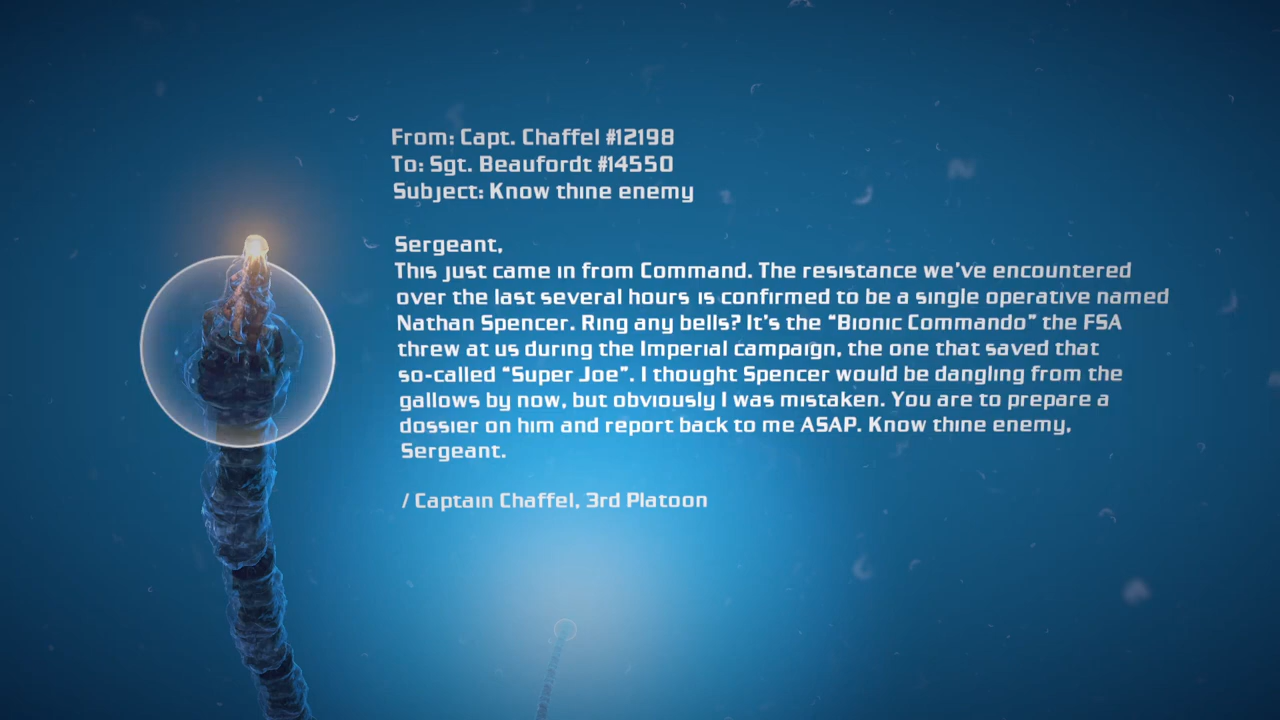 From: Capt. Chaffel #12198
To: Sgt. Beaufordt #14550
Subject: Know thine enemy
Sergeant,
This just came in from Command. The resistance we've encountered
over the last several hours is confirmed to be a single operative named
Nathan Spencer. Ring any bells? It's the "Bionic Commando" the FSA
threw at us during the Imperial campaign, the one that saved that
so-called "Super Joe". I thought Spencer would be dangling from the
gallows by now, but obviously I was mistaken. You are to prepare a
dossier on him and report back to me ASAP. Know thine enemy,
Sergeant.
/ Captain Chaffel, 3rd Platoon